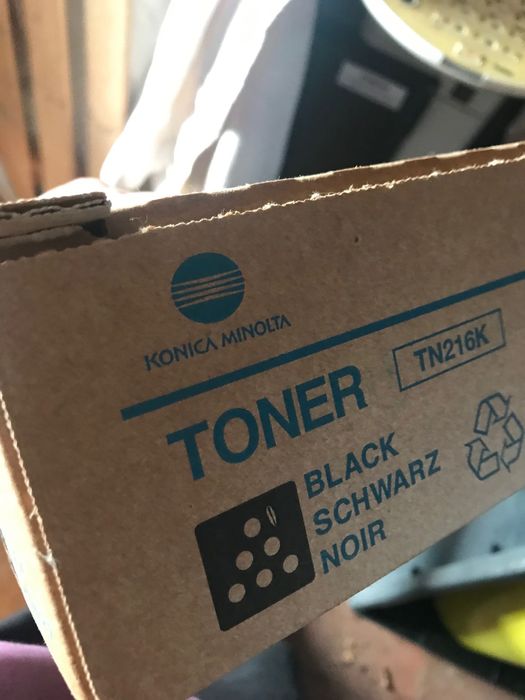 KONICA MINOLTA
TONER
TN216K
BLACK
SCHWARZ
NOIR